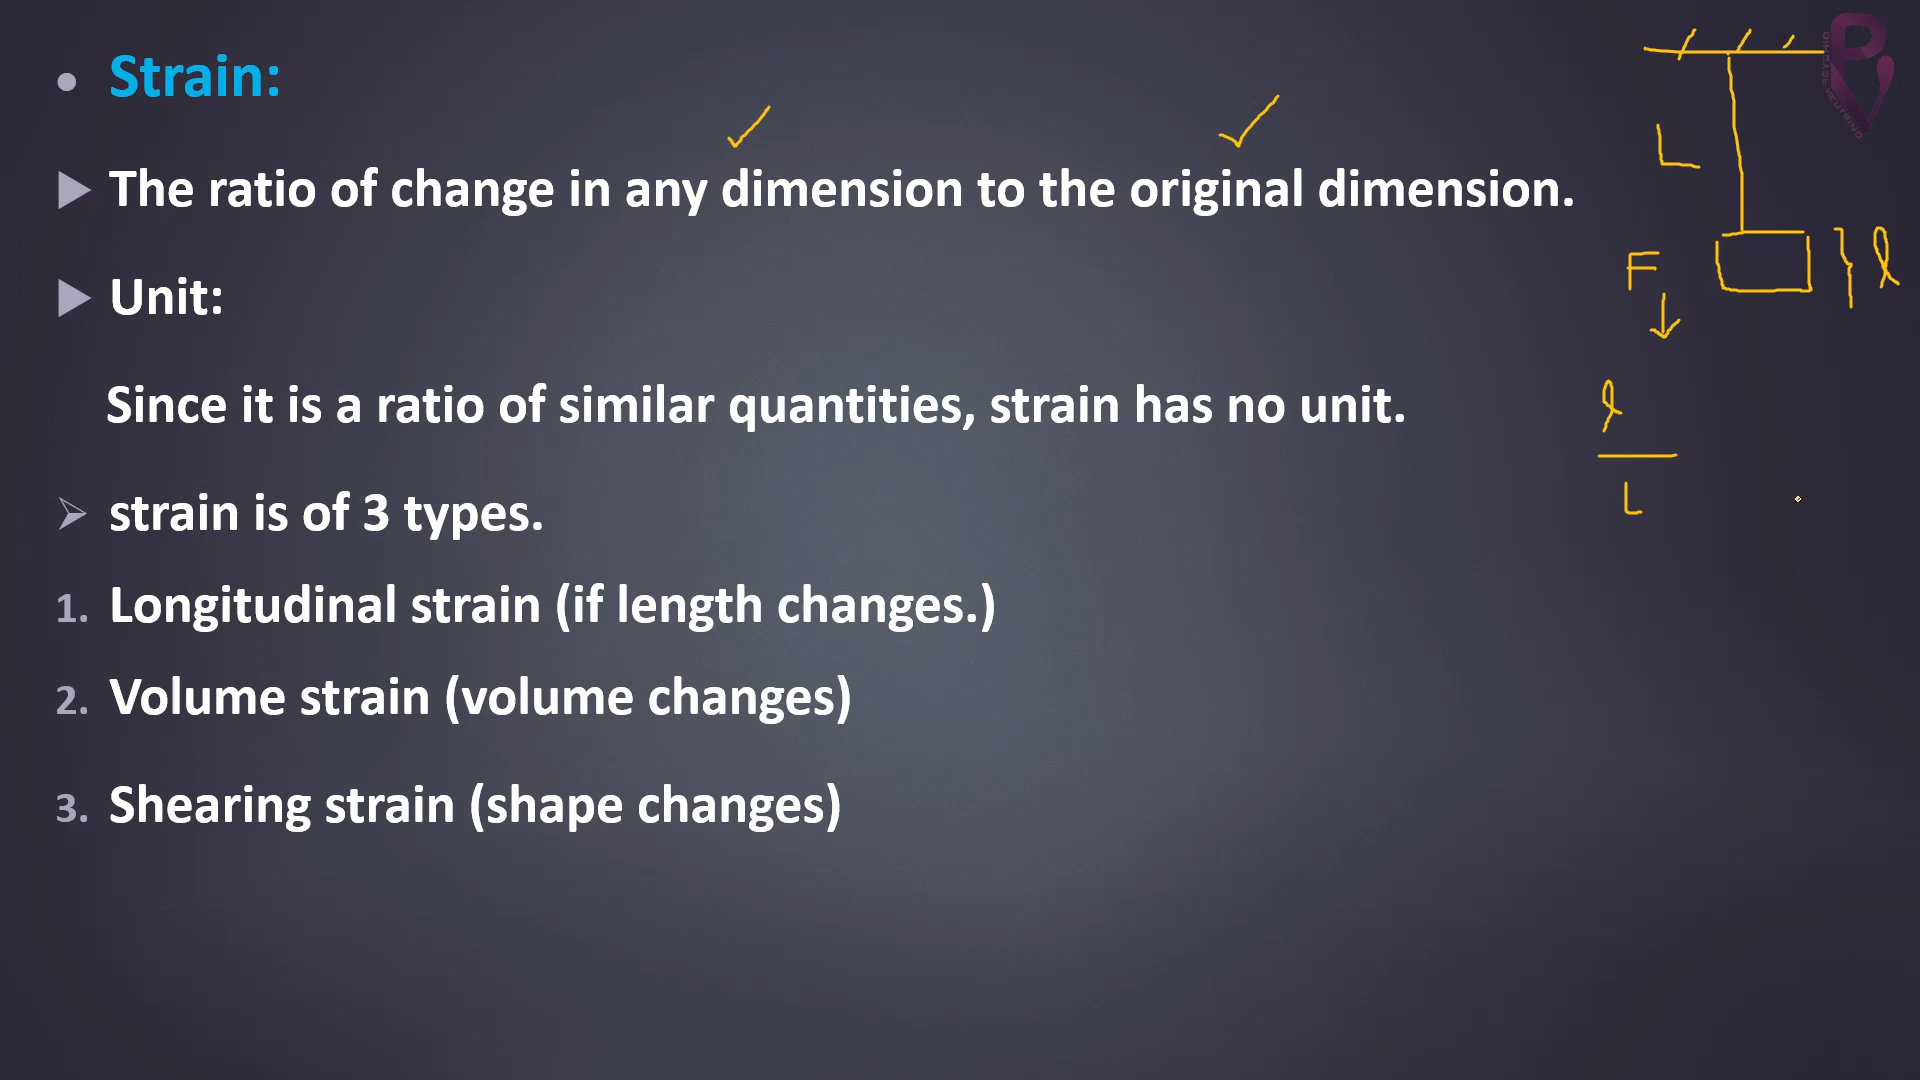 Strain:
The ratio of change in any dimension to the original dimension.
Unit:
Since it is a ratio of similar quantities, strain has no unit.
strain is of 3 types.
1. Longitudinal strain (if length changes.)
2. Volume strain (volume changes)
3. Shearing strain (shape changes)
L
F
l
l
L